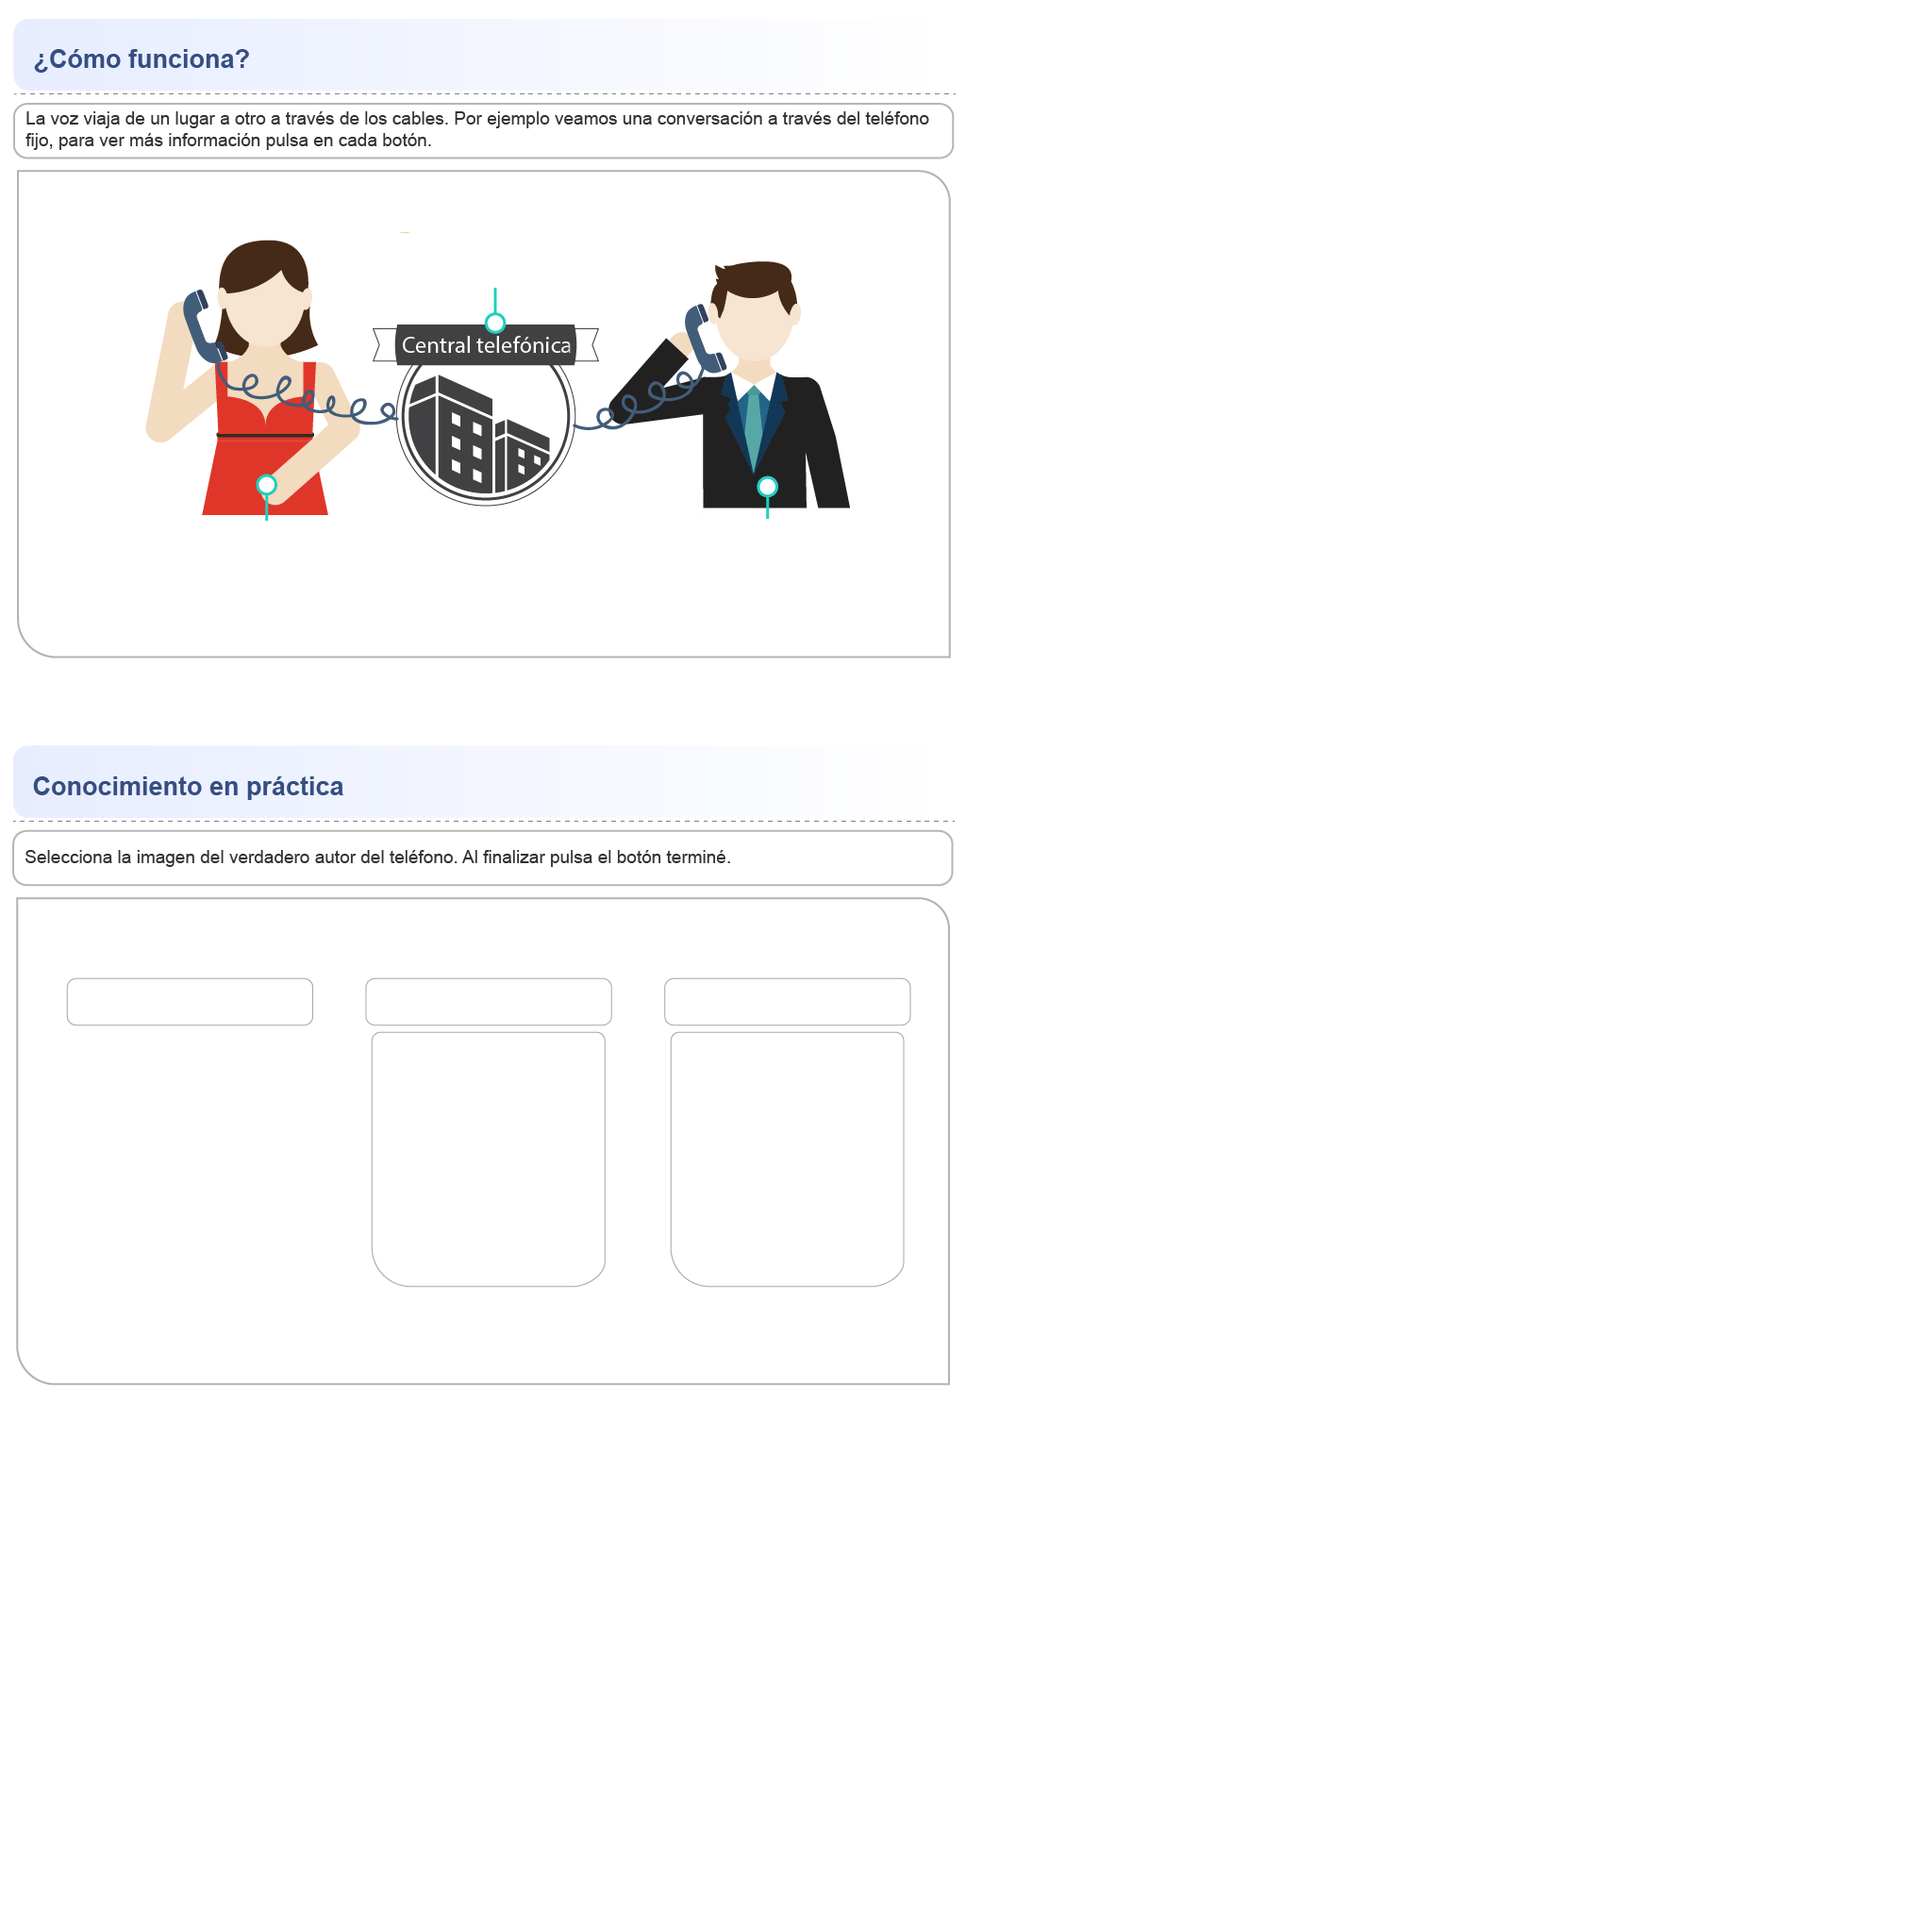 ¿Cómo funciona?
La voz viaja de un lugar a otro a través de los cables. Por ejemplo veamos una conversación a través del teléfono
fijo, para ver más información pulsa en cada botón.
Central telefónica
Conocimiento en práctica
Selecciona la imagen del verdadero autor del teléfono. Al finalizar pulsa el botón terminé.